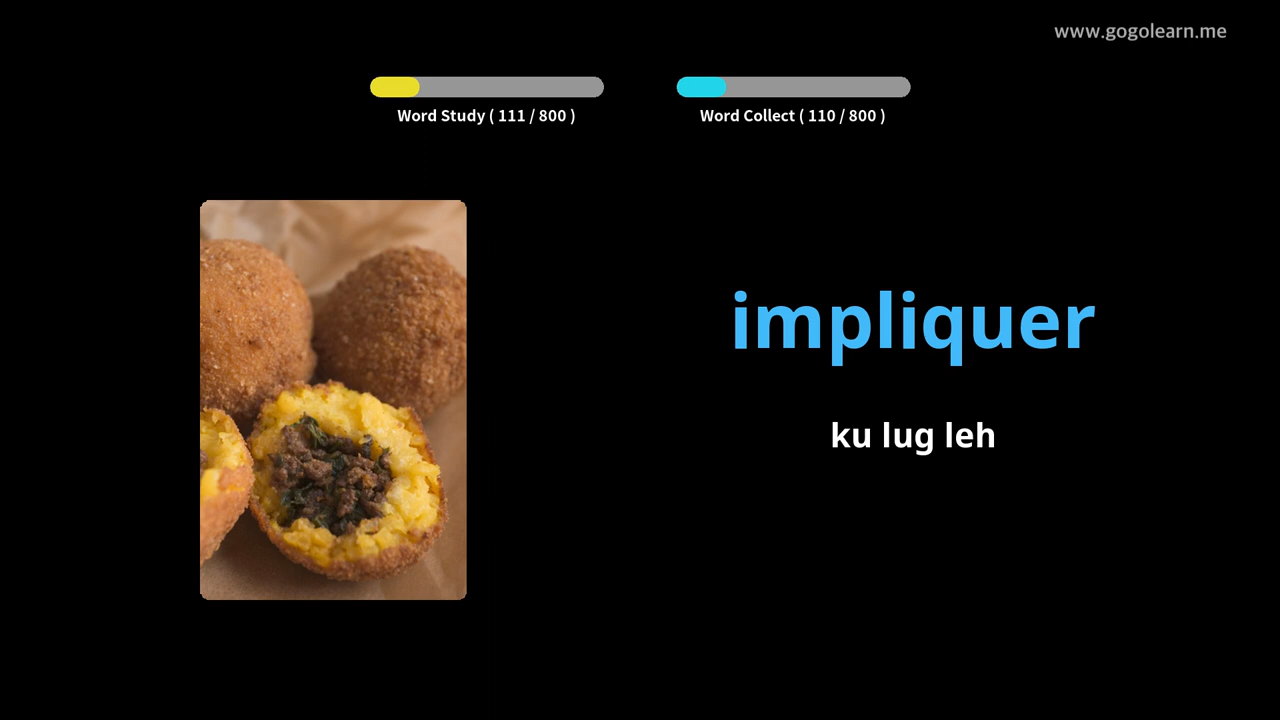 www.gogolearn.me
Word Study ( 111 / 800 )
Word Collect ( 110 / 800 )
impliquer
ku lug leh